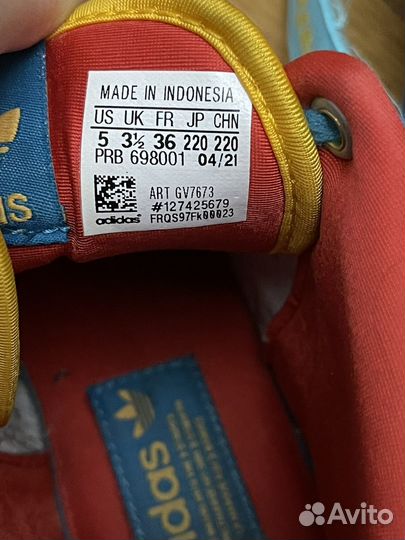 MADE IN INDONESIA
US UK FR JP CHN
5 3½ 36 220 220
PRB 698001 04/21
ART GV7673
#127425679
adidas FRQS97Fk00023
adidas
Avito